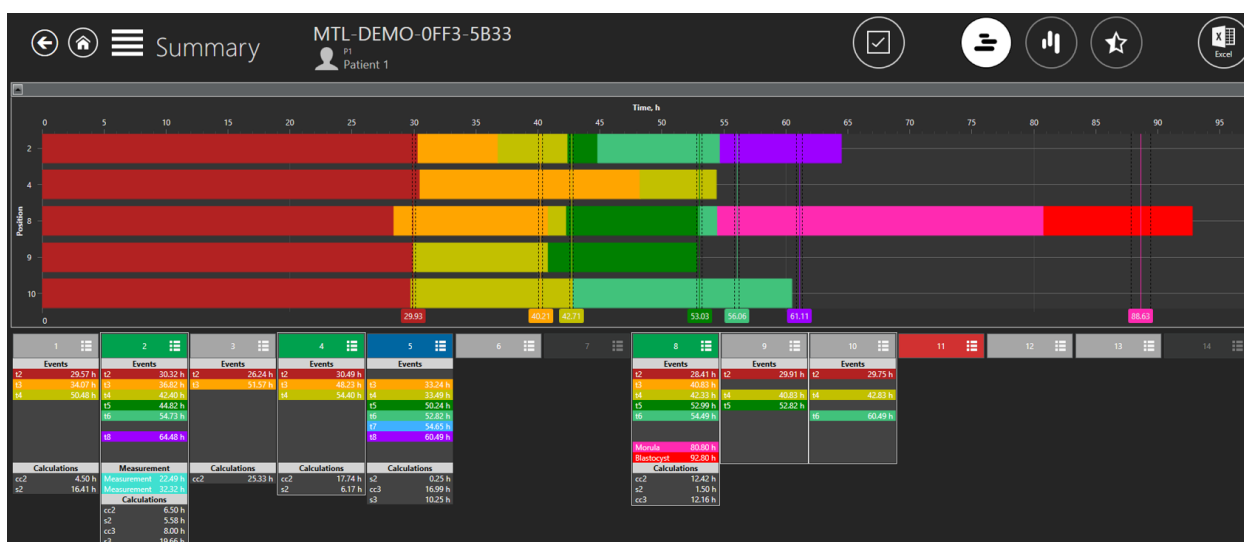 Summary
MTL-DEMO-0FF3-5B33
P1
Patient 1
Excel
Time, h
0 5 10 15 20 25 30 35 40 45 50 55 60 65 70 75 80 85 90 95
Position
2
4
8
9
10
0
29.93 40.21 42.71 53.03 56.06 61.11 88.63
1 2 3 4 5 6 7 8 9 10 11 12 13 14
Events Events Events Events Events Events Events Events
t2 29.57 h t2 30.32 h t2 26.24 h t2 30.49 h t2 28.41 h t2 29.91 h t2 29.75 h
t3 34.07 h t3 36.82 h t3 51.57 h t3 48.23 h t3 33.24 h t3 40.83 h
t4 50.48 h t4 42.40 h t4 54.40 h t4 33.49 h t4 42.33 h t4 40.83 h t4 42.83 h
t5 44.82 h t5 50.24 h t5 52.99 h t5 52.82 h
t6 54.73 h t6 52.82 h t6 54.49 h t6 60.49 h
t7 54.65 h
t8 64.48 h t8 60.49 h
Morula 80.80 h
Blastocyst 92.80 h
Calculations Measurement Calculations Calculations Calculations Calculations
cc2 4.50 h Measurement 22.49 h cc2 25.33 h cc2 17.74 h s2 0.25 h cc2 12.42 h
s2 16.41 h Measurement 32.32 h s2 6.17 h cc3 16.99 h s2 1.50 h
Calculations s3 10.25 h cc3 12.16 h
cc2 6.50 h
s2 5.58 h
cc3 8.00 h
s3 19.66 h